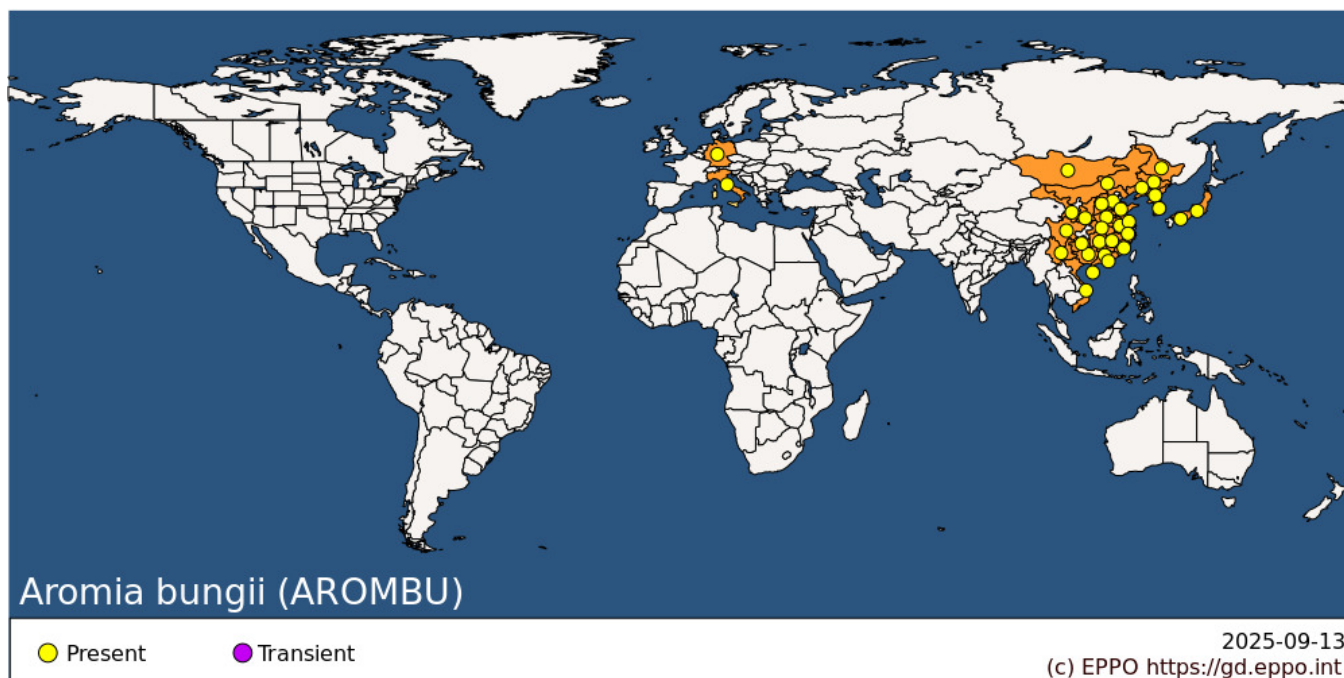 Aromia bungii (AROMBU)
Present
Transient
2025-09-13
(c) EPPO https://gd.eppo.int